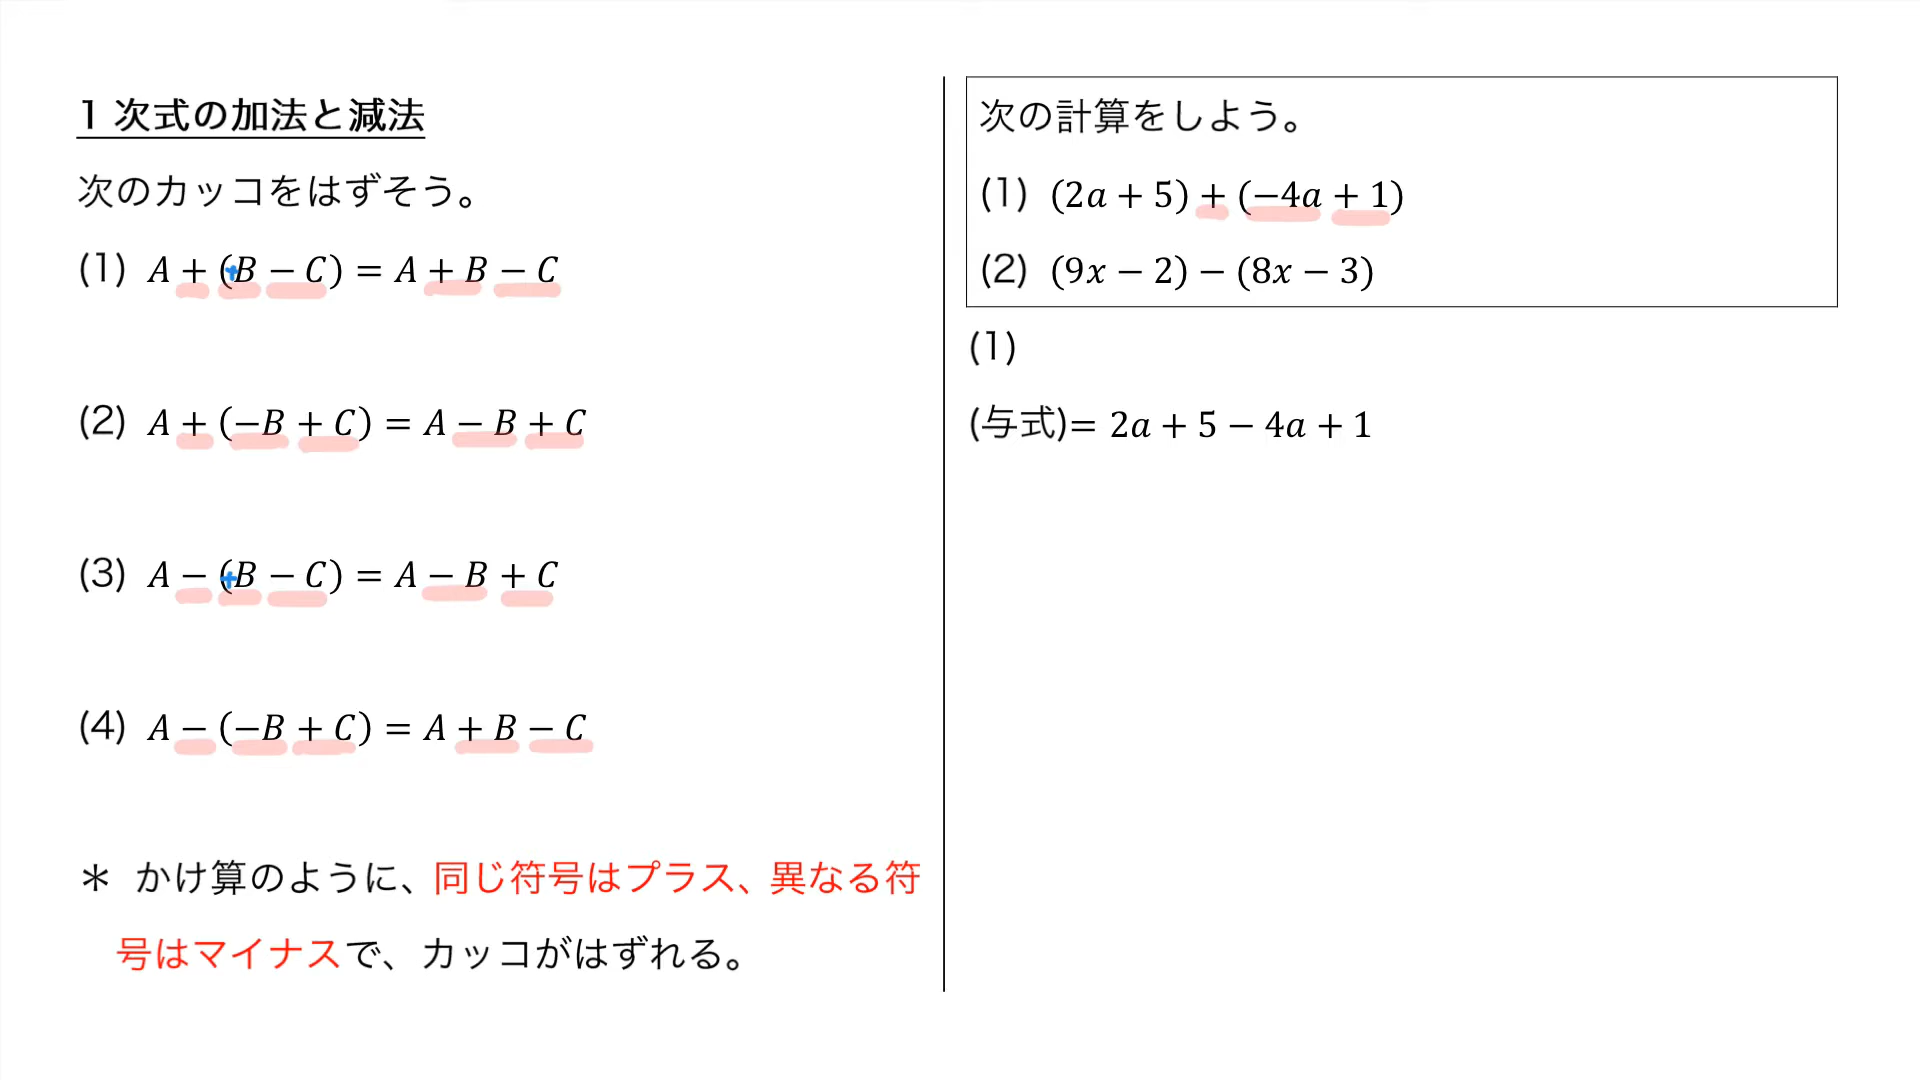 1 次式の加法と減法
次のカッコをはずそう。
(1) A + (+B − C) = A + B − C
(2) A + (−B + C) = A − B + C
(3) A − (+B − C) = A − B + C
(4) A − (−B + C) = A + B − C
＊ かけ算のように、同じ符号はプラス、異なる符
号はマイナスで、カッコがはずれる。
次の計算をしよう。
(1) (2a + 5) + (−4a + 1)
(2) (9x − 2) − (8x − 3)
(1)
(与式)= 2a + 5 − 4a + 1